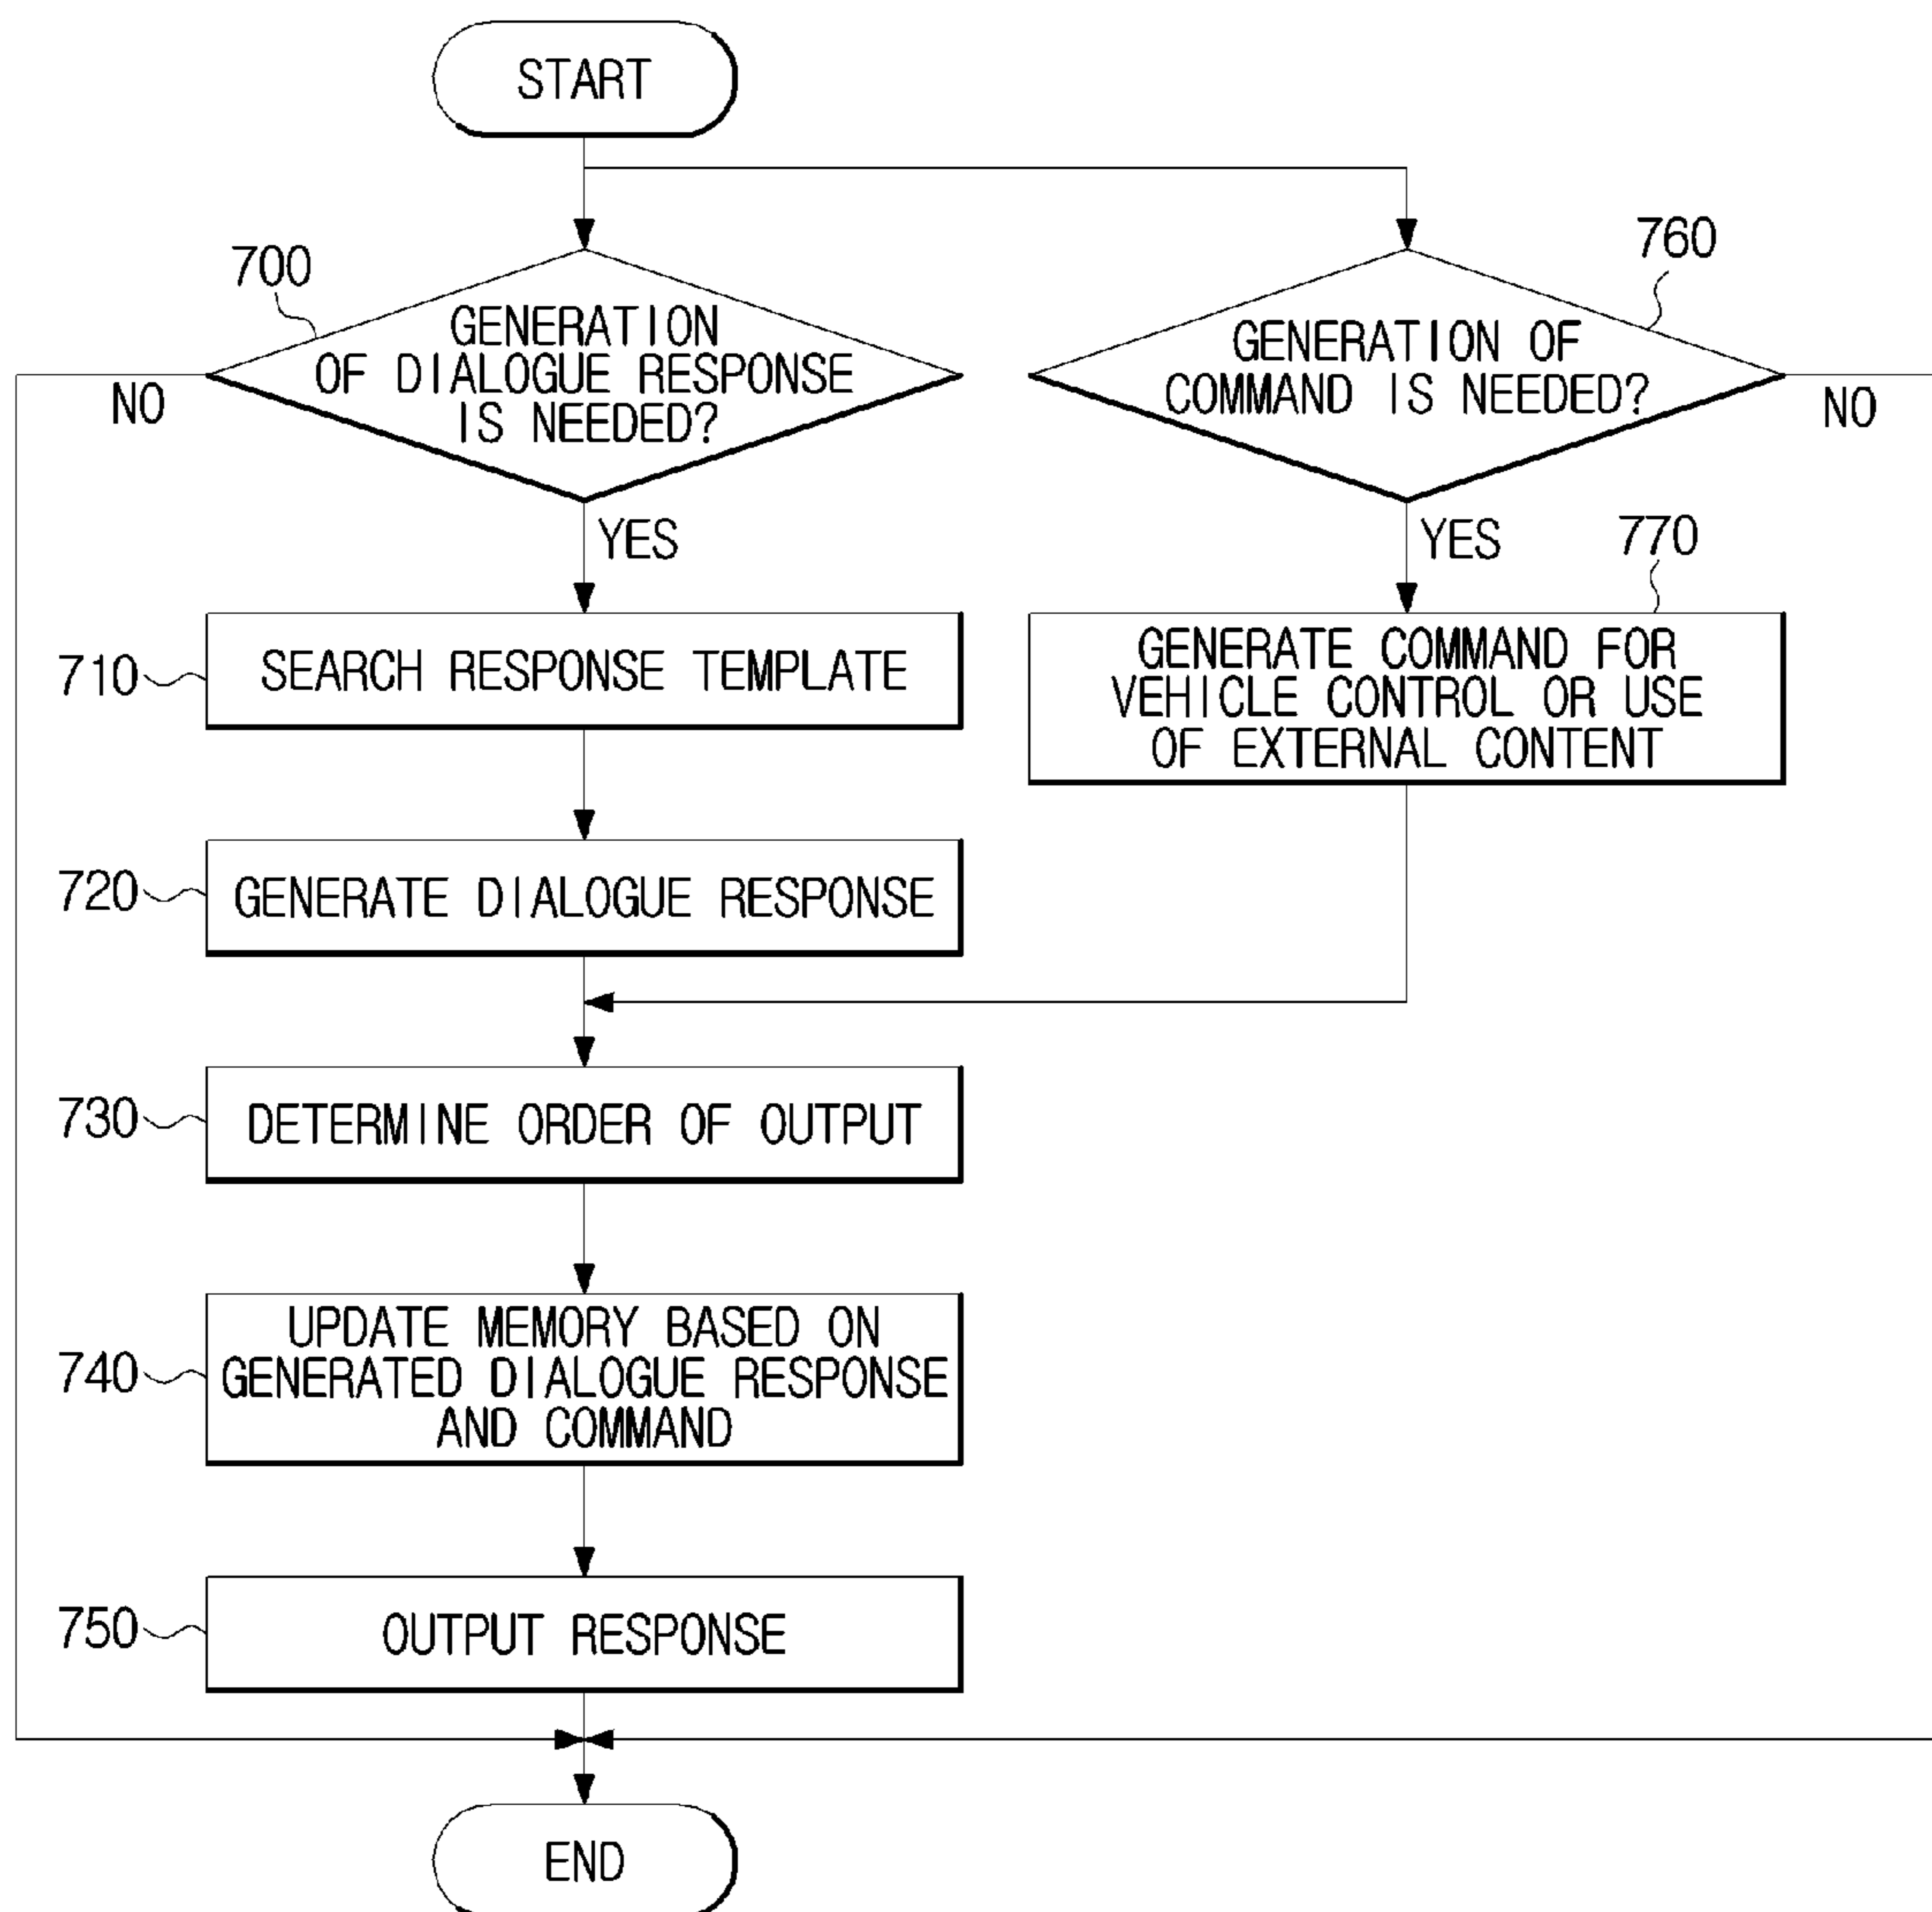 START
700
GENERATION
OF DIALOGUE RESPONSE
IS NEEDED?
NO
YES
760
GENERATION OF
COMMAND IS NEEDED?
NO
YES
710
SEARCH RESPONSE TEMPLATE
770
GENERATE COMMAND FOR
VEHICLE CONTROL OR USE
OF EXTERNAL CONTENT
720
GENERATE DIALOGUE RESPONSE
730
DETERMINE ORDER OF OUTPUT
740
UPDATE MEMORY BASED ON
GENERATED DIALOGUE RESPONSE
AND COMMAND
750
OUTPUT RESPONSE
END